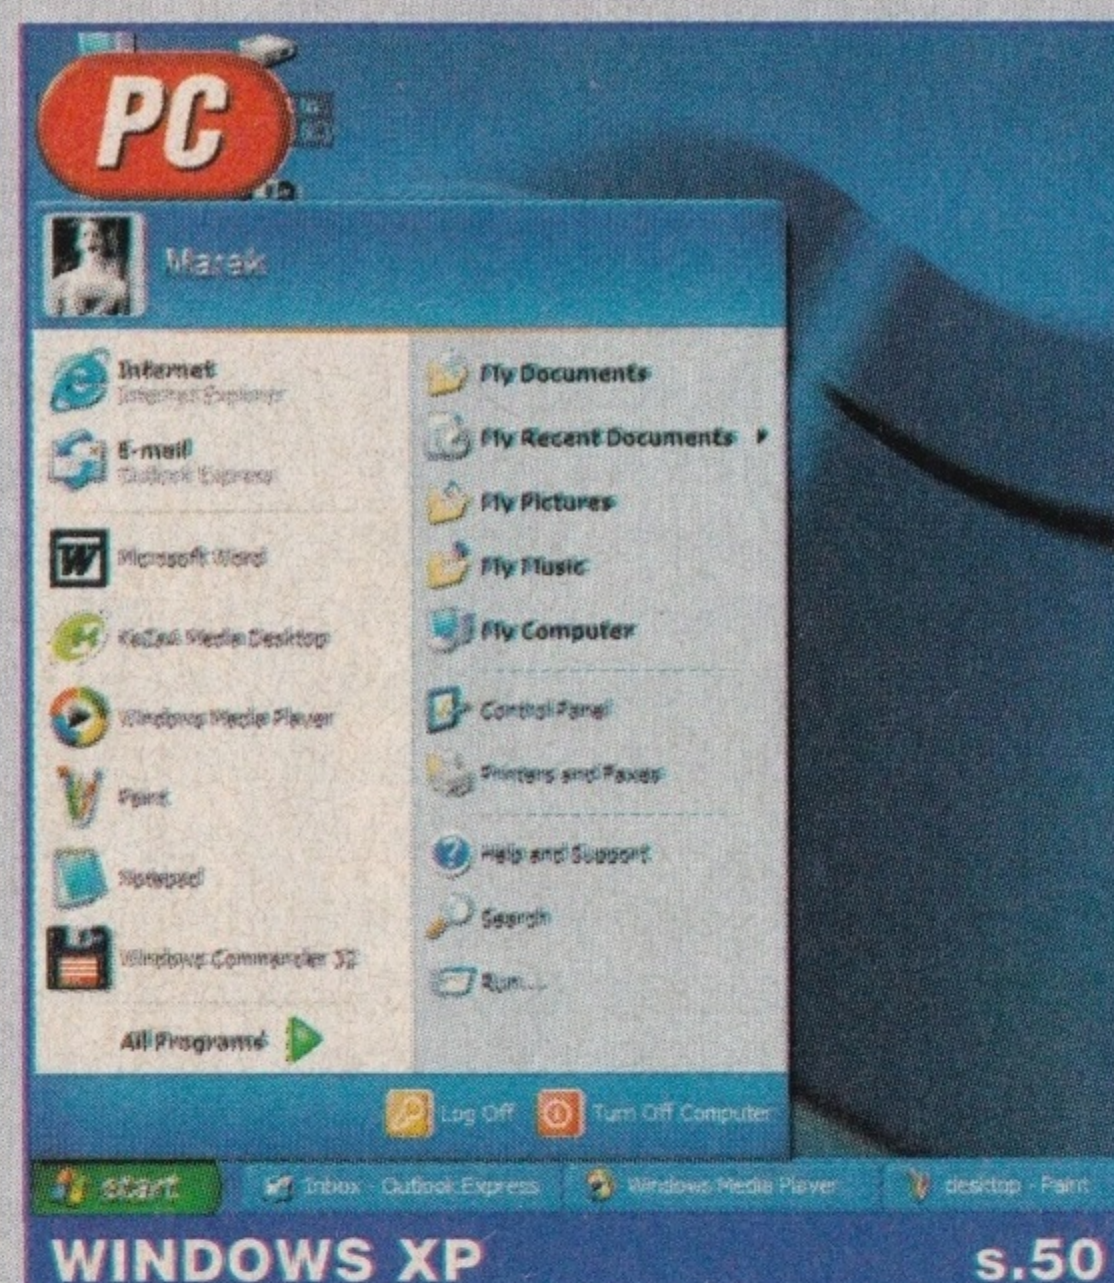 PC
Marek
Internet
Internet Explorer
E-mail
Outlook Express
Microsoft Word
KaZaA Media Desktop
Windows Media Player
Paint
Notepad
Windows Commander 32
All Programs
My Documents
My Recent Documents
My Pictures
My Music
My Computer
Control Panel
Printers and Faxes
Help and Support
Search
Run...
Log Off
Turn Off Computer
start
Inbox - Outlook Express
Windows Media Player
desktop - Paint
WINDOWS XP
s.50